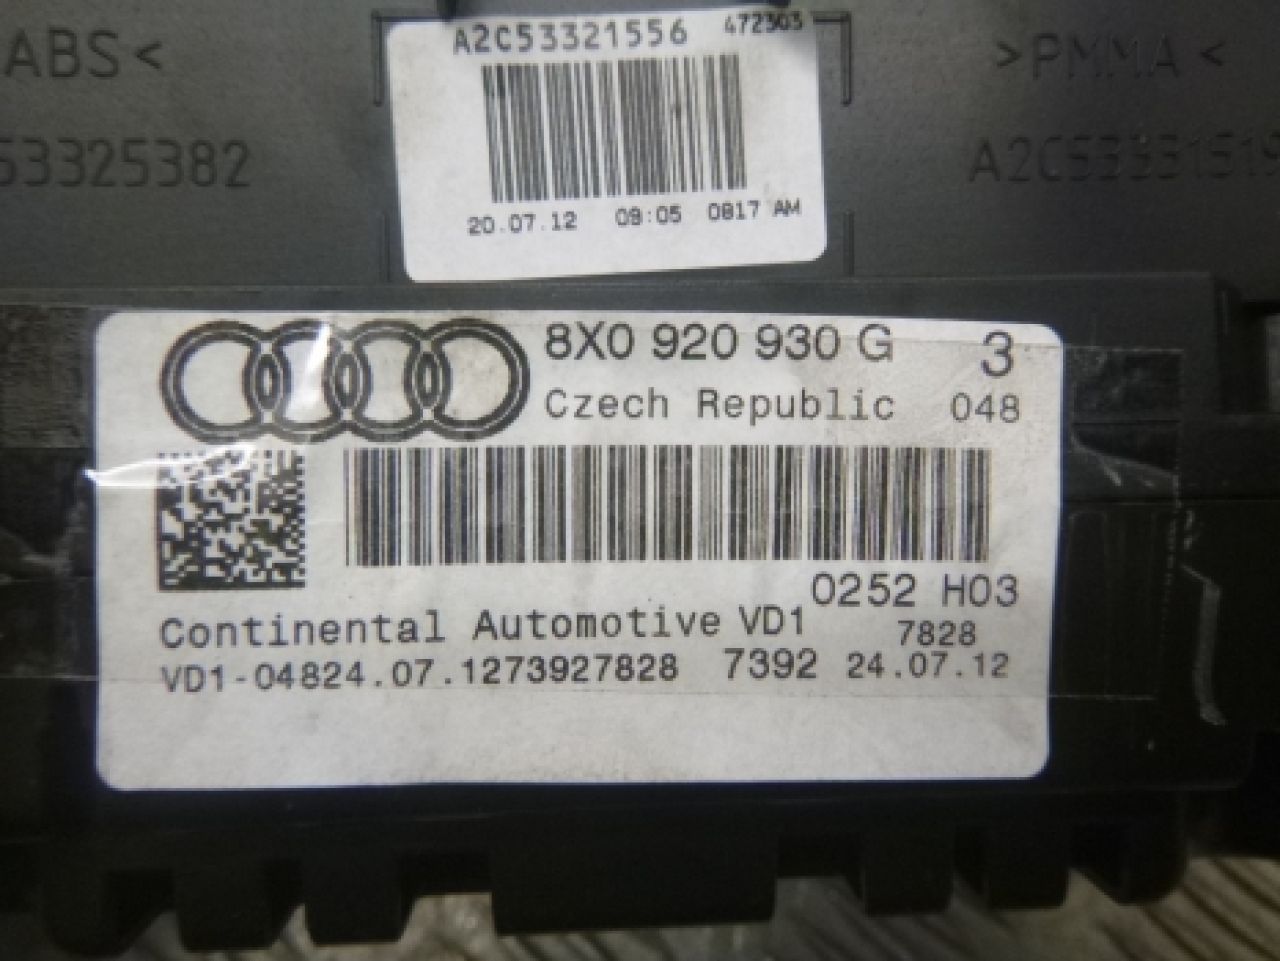 A2C53321556 472303
ABS<
>PMMA<
53325382
A2C5333151
20.07.12 09:05 0817 AM
8X0 920 930 G 3
Czech Republic 048
0252 H03
Continental Automotive VD1 7828
VD1-04824.07.1273927828 7392 24.07.12